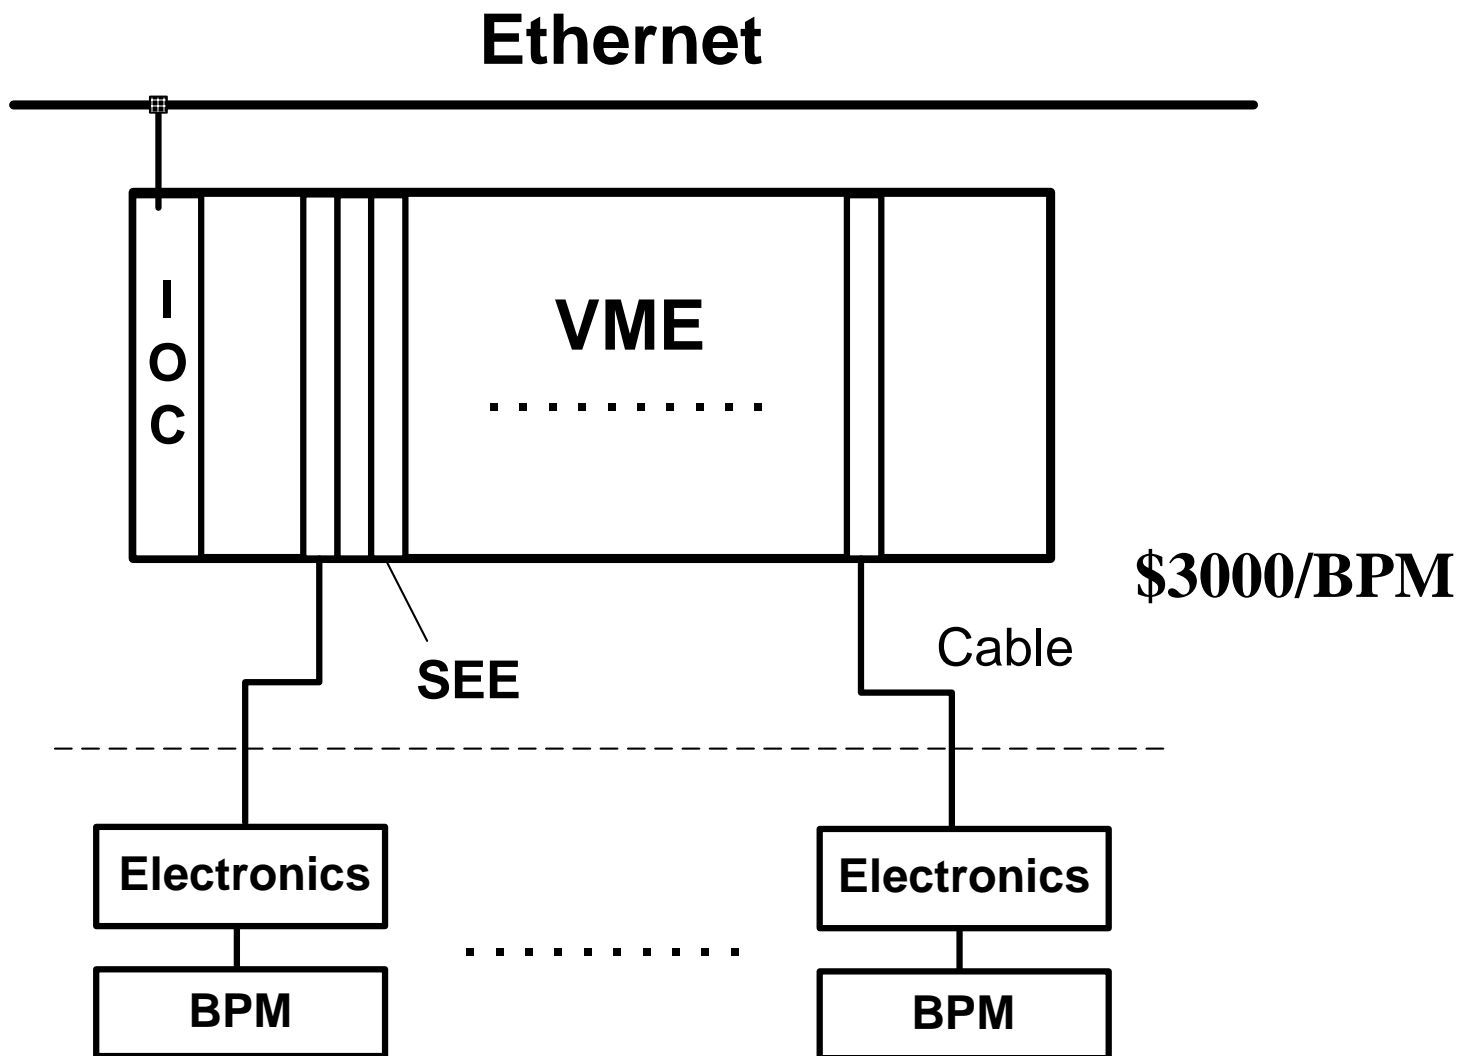 Ethernet
I
O
C
VME
. . . . . . . . . .
$3000/BPM
Cable
SEE
Electronics
Electronics
. . . . . . . . . .
BPM
BPM